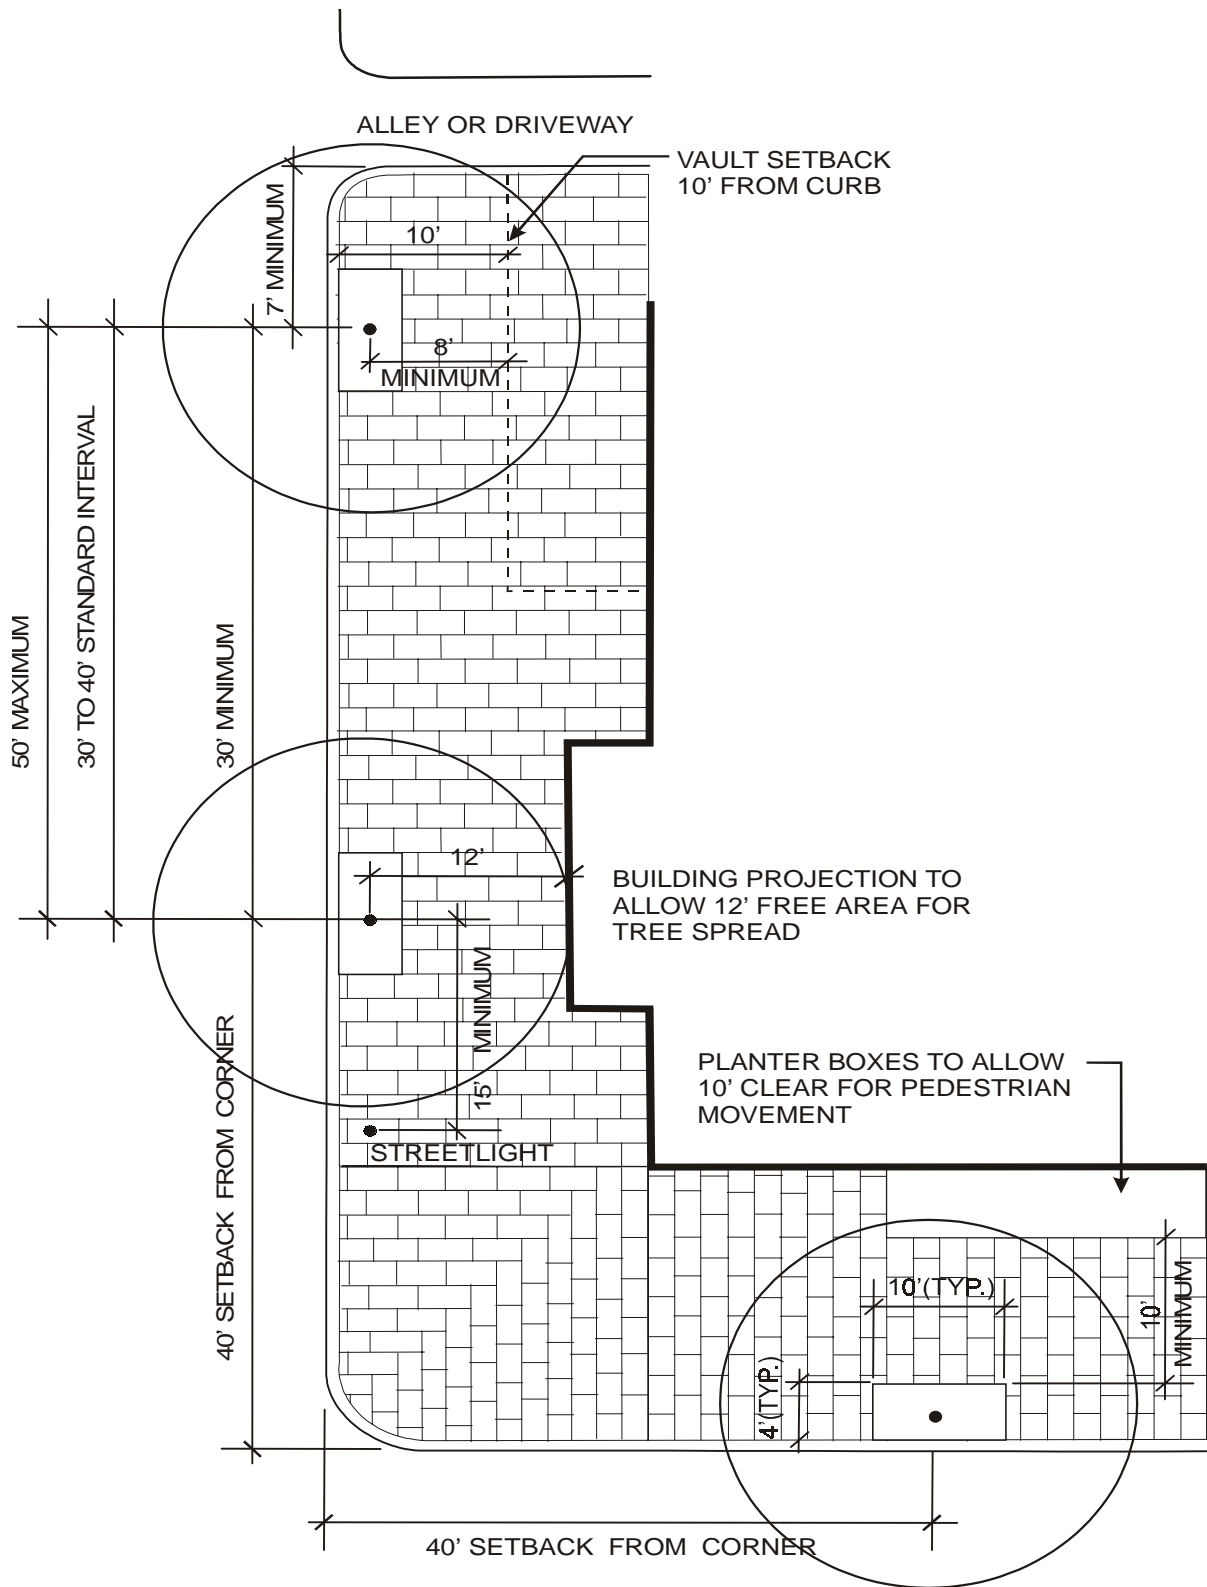 ALLEY OR DRIVEWAY
VAULT SETBACK
10’ FROM CURB
7’ MINIMUM
10’
8’
MINIMUM
50’ MAXIMUM
30’ TO 40’ STANDARD INTERVAL
30’ MINIMUM
12’
BUILDING PROJECTION TO
ALLOW 12’ FREE AREA FOR
TREE SPREAD
15’ MINIMUM
STREETLIGHT
40’ SETBACK FROM CORNER
PLANTER BOXES TO ALLOW
10’ CLEAR FOR PEDESTRIAN
MOVEMENT
10’(TYP.)
10’
MINIMUM
4’(TYP.)
40’ SETBACK FROM CORNER